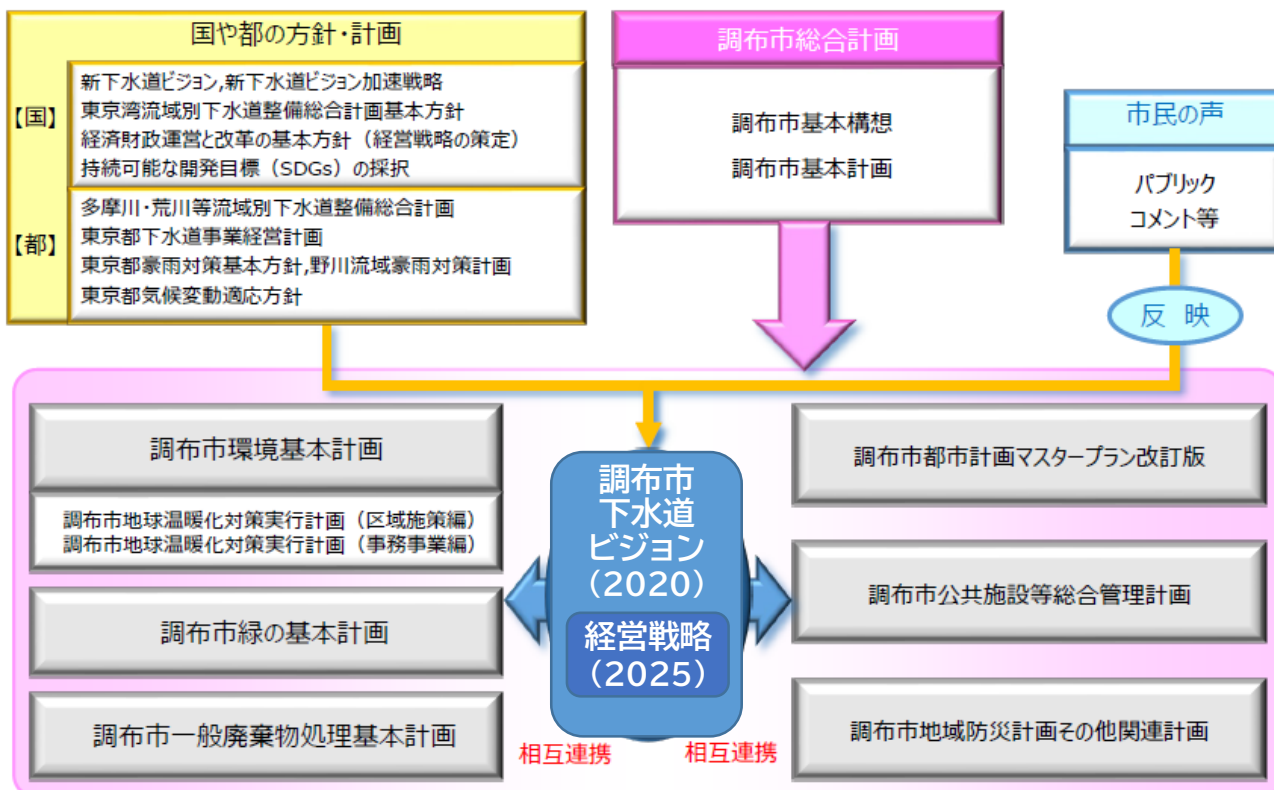 国や都の方針・計画
【国】
新下水道ビジョン,新下水道ビジョン加速戦略
東京湾流域別下水道整備総合計画基本方針
経済財政運営と改革の基本方針（経営戦略の策定）
持続可能な開発目標（SDGs）の採択
【都】
多摩川・荒川等流域別下水道整備総合計画
東京都下水道事業経営計画
東京都豪雨対策基本方針,野川流域豪雨対策計画
東京都気候変動適応方針
調布市総合計画
調布市基本構想
調布市基本計画
市民の声
パブリック
コメント等
反 映
調布市環境基本計画
調布市地球温暖化対策実行計画（区域施策編）
調布市地球温暖化対策実行計画（事務事業編）
調布市緑の基本計画
調布市一般廃棄物処理基本計画
調布市
下水道
ビジョン
（2020）
経営戦略
（2025）
相互連携
相互連携
調布市都市計画マスタープラン改訂版
調布市公共施設等総合管理計画
調布市地域防災計画その他関連計画